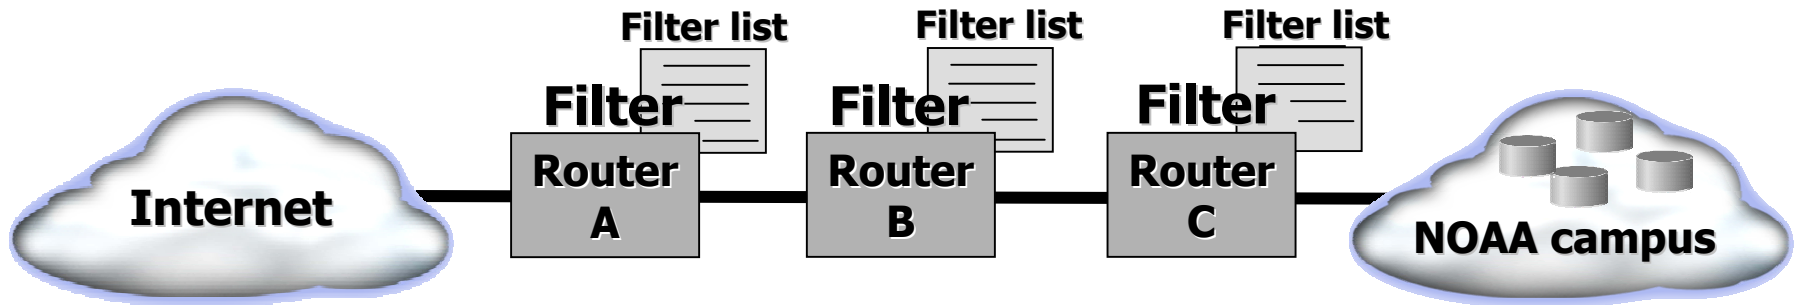 Filter list
Filter list
Filter list
Filter
Filter
Filter
Router
A
Router
B
Router
C
Internet
NOAA campus